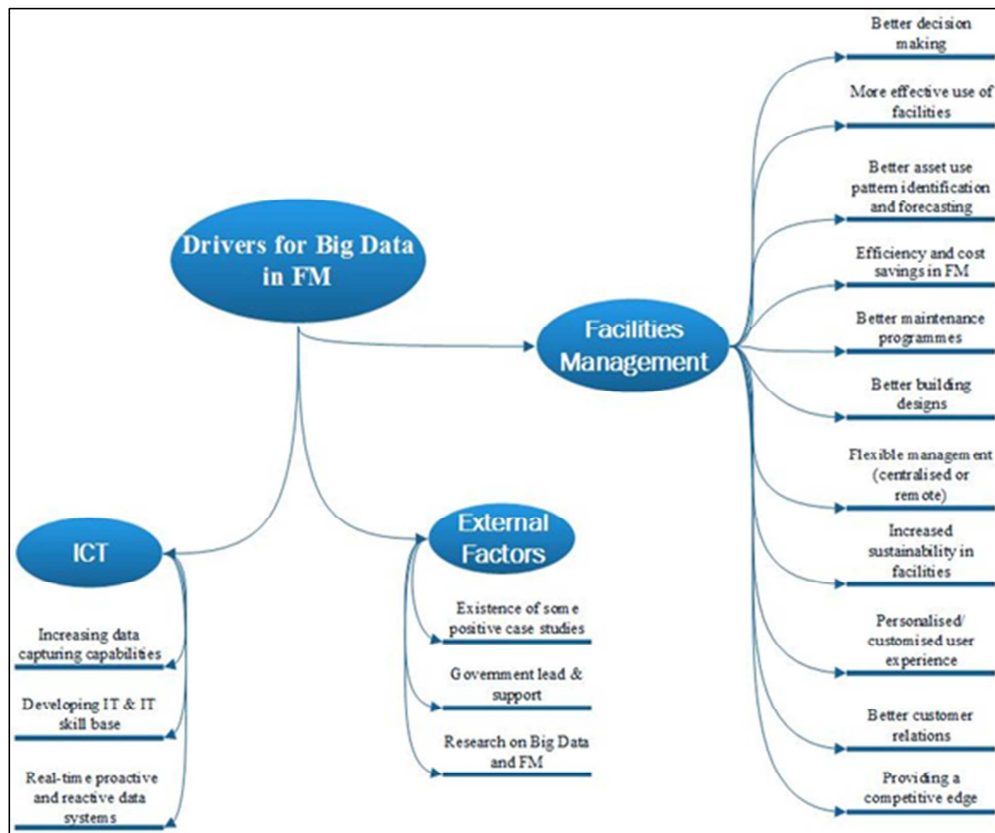 Drivers for Big Data
in FM
Facilities
Management
Better decision
making
More effective use of
facilities
Better asset use
pattern identification
and forecasting
Efficiency and cost
savings in FM
Better maintenance
programmes
Better building
designs
Flexible management
(centralised or
remote)
Increased
sustainability in
facilities
Personalised/
customised user
experience
Better customer
relations
Providing a
competitive edge
External
Factors
Existence of some
positive case studies
Government lead &
support
Research on Big Data
and FM
ICT
Increasing data
capturing capabilities
Developing IT & IT
skill base
Real-time proactive
and reactive data
systems